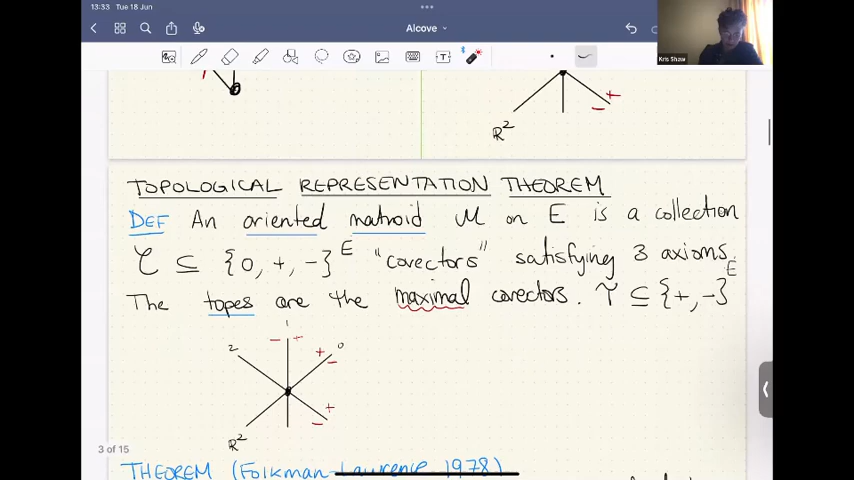 13:33 Tue 18 Jun
Alcove
Kris Shaw
R²
+
−
TOPOLOGICAL REPRESENTATION THEOREM
DEF An oriented matroid M on E is a collection
𝒞 ⊆ {0, +, −}^E "covectors" satisfying 3 axioms.
The topes are the maximal covectors. 𝒯 ⊆ {+, −}^E
1
− +
2
+ 0
−
+
−
R²
3 of 15
THEOREM (Folkman-Lawrence 1978)